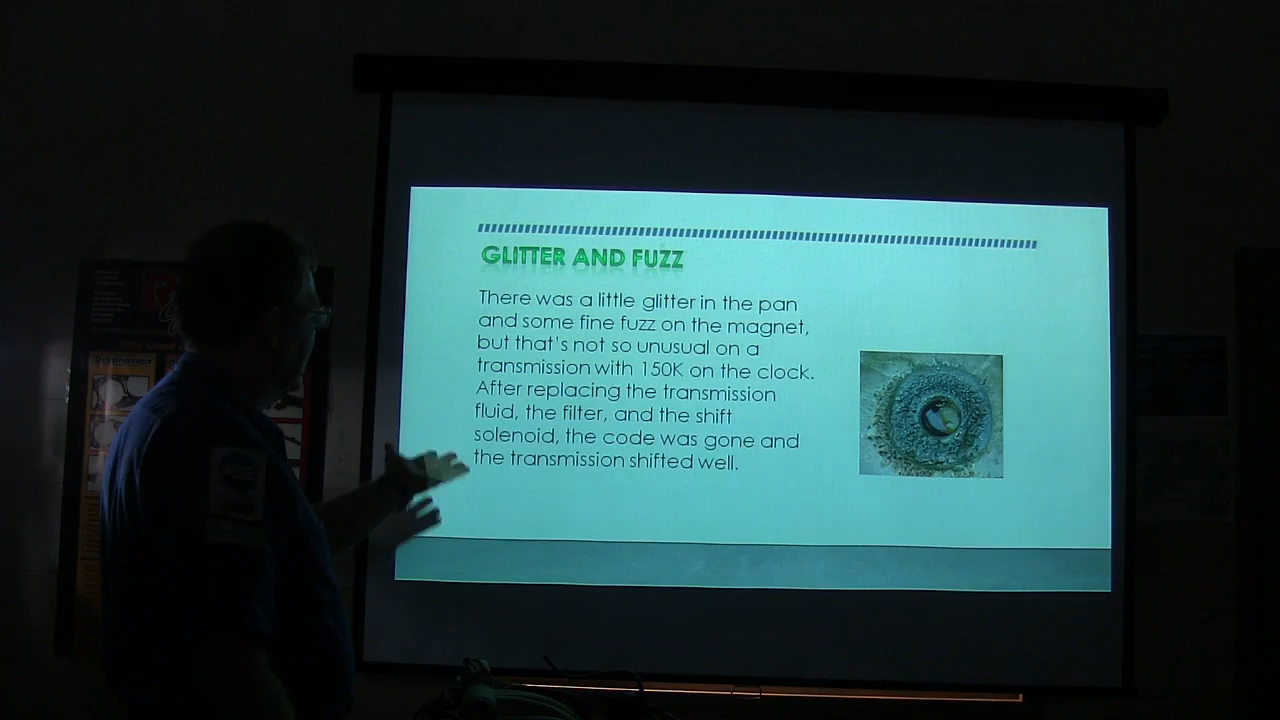 GLITTER AND FUZZ
There was a little glitter in the pan
and some fine fuzz on the magnet,
but that's not so unusual on a
transmission with 150K on the clock.
After replacing the transmission
fluid, the filter, and the shift
solenoid, the code was gone and
the transmission shifted well.
Detonation